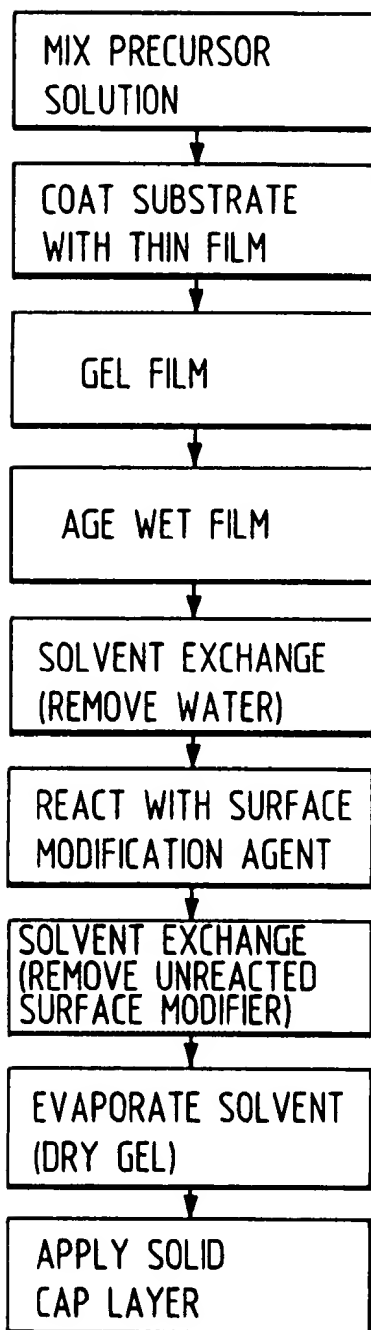 MIX PRECURSOR
SOLUTION
COAT SUBSTRATE
WITH THIN FILM
GEL FILM
AGE WET FILM
SOLVENT EXCHANGE
(REMOVE WATER)
REACT WITH SURFACE
MODIFICATION AGENT
SOLVENT EXCHANGE
(REMOVE UNREACTED
SURFACE MODIFIER)
EVAPORATE SOLVENT
(DRY GEL)
APPLY SOLID
CAP LAYER